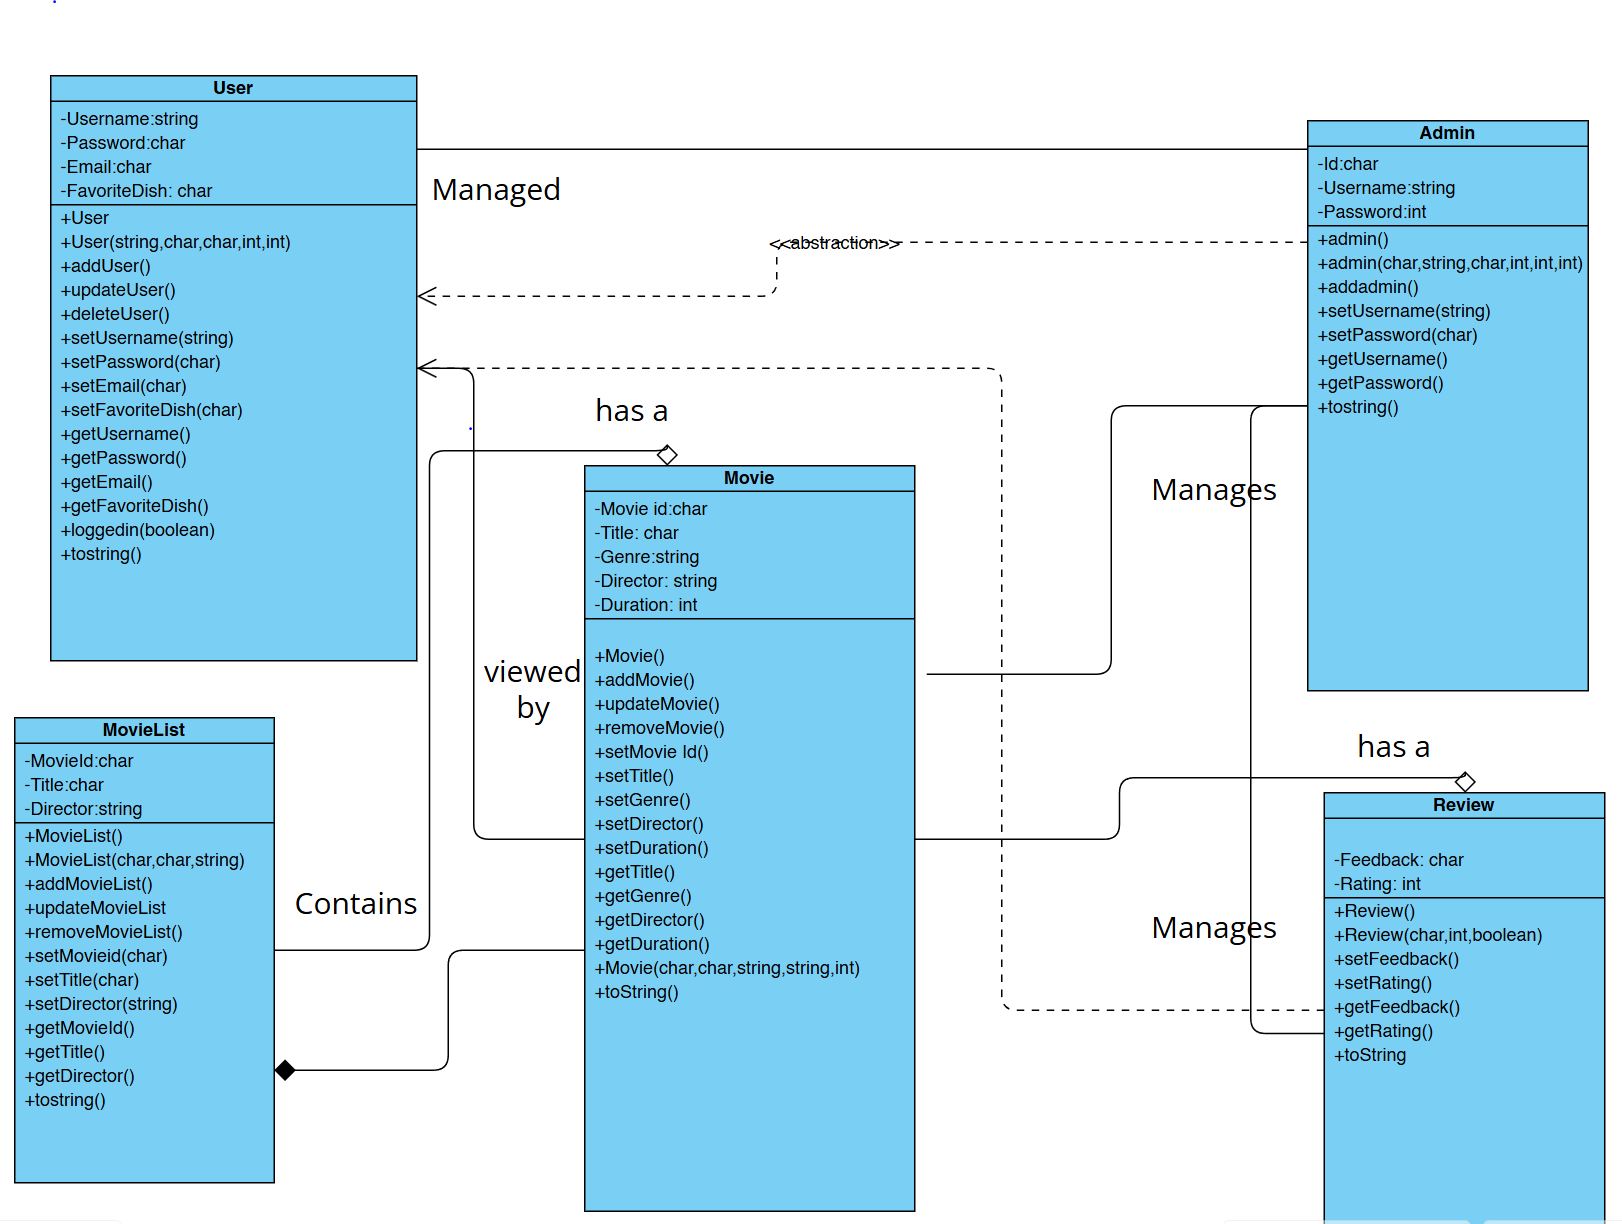 User
-Username:string
-Password:char
-Email:char
-FavoriteDish: char
+User
+User(string,char,char,int,int)
+addUser()
+updateUser()
+deleteUser()
+setUsername(string)
+setPassword(char)
+setEmail(char)
+setFavoriteDish(char)
+getUsername()
+getPassword()
+getEmail()
+getFavoriteDish()
+loggedin(boolean)
+tostring()
Managed
<<abstraction>>
Admin
-Id:char
-Username:string
-Password:int
+admin()
+admin(char,string,char,int,int,int)
+addadmin()
+setUsername(string)
+setPassword(char)
+getUsername()
+getPassword()
+tostring()
has a
Manages
Movie
-Movie id:char
-Title: char
-Genre:string
-Director: string
-Duration: int
+Movie()
+addMovie()
+updateMovie()
+removeMovie()
+setMovie Id()
+setTitle()
+setGenre()
+setDirector()
+setDuration()
+getTitle()
+getGenre()
+getDirector()
+getDuration()
+Movie(char,char,string,string,int)
+toString()
viewed
by
MovieList
-MovieId:char
-Title:char
-Director:string
+MovieList()
+MovieList(char,char,string)
+addMovieList()
+updateMovieList
+removeMovieList()
+setMovieid(char)
+setTitle(char)
+setDirector(string)
+getMovieId()
+getTitle()
+getDirector()
+tostring()
Contains
has a
Manages
Review
-Feedback: char
-Rating: int
+Review()
+Review(char,int,boolean)
+setFeedback()
+setRating()
+getFeedback()
+getRating()
+toString